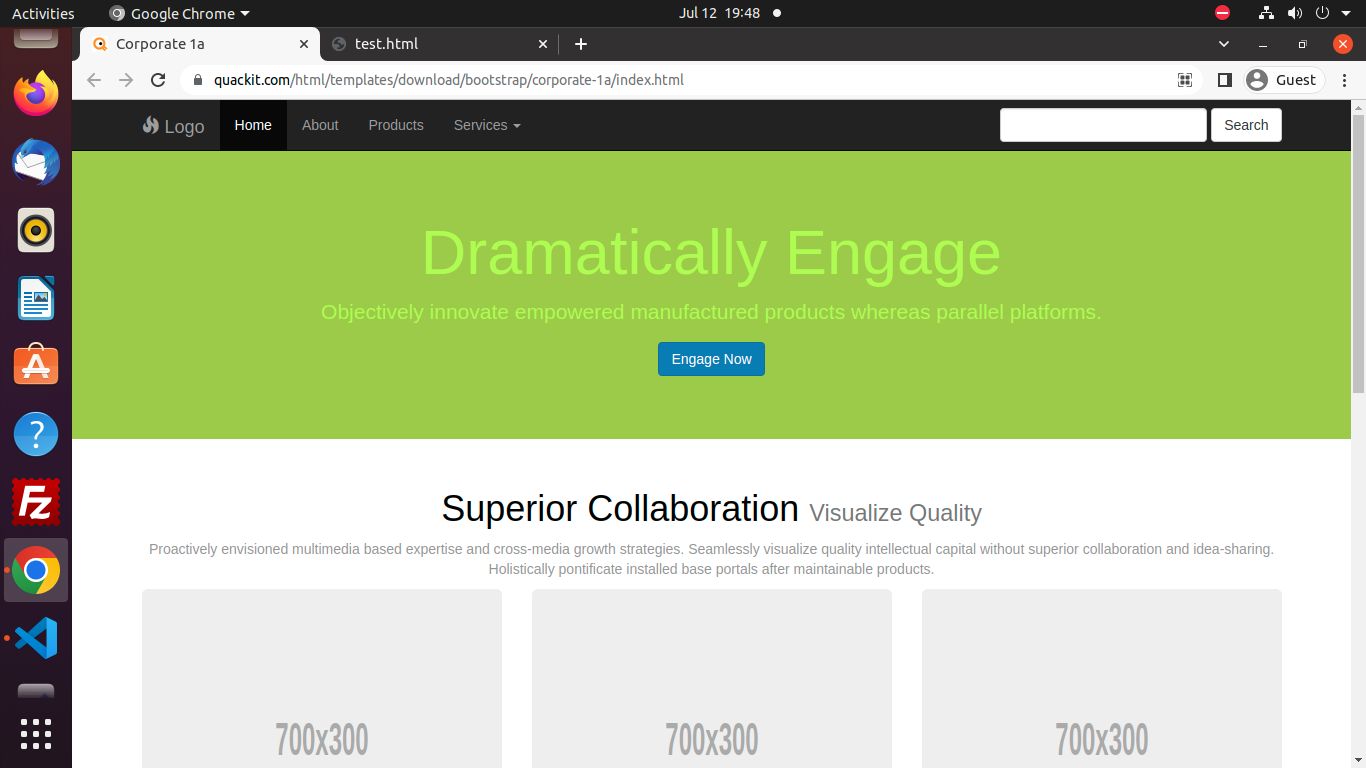 Activities
Google Chrome
Jul 12 19:48
Corporate 1a
test.html
quackit.com/html/templates/download/bootstrap/corporate-1a/index.html
Guest
Logo
Home
About
Products
Services
Search
Dramatically Engage
Objectively innovate empowered manufactured products whereas parallel platforms.
Engage Now
Superior Collaboration Visualize Quality
Proactively envisioned multimedia based expertise and cross-media growth strategies. Seamlessly visualize quality intellectual capital without superior collaboration and idea-sharing.
Holistically pontificate installed base portals after maintainable products.
700x300
700x300
700x300